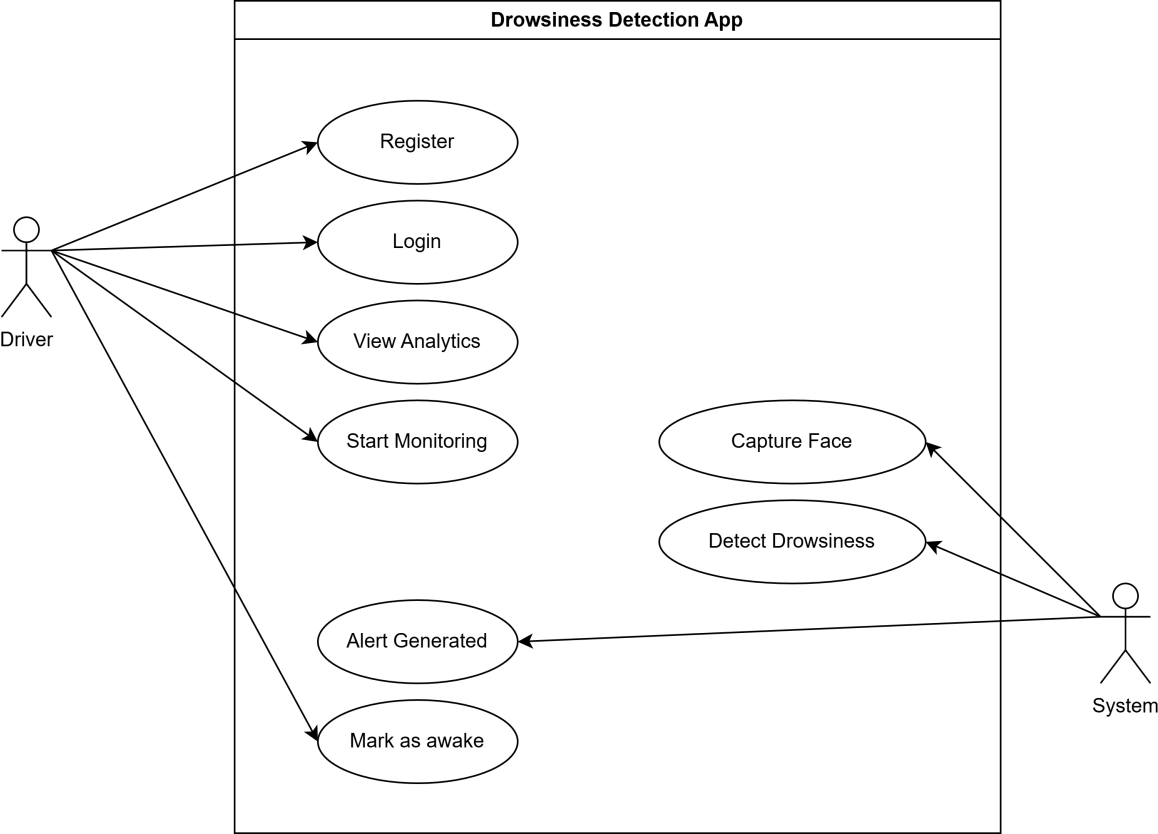 Drowsiness Detection App
Register
Login
Driver
View Analytics
Start Monitoring
Capture Face
Detect Drowsiness
Alert Generated
System
Mark as awake